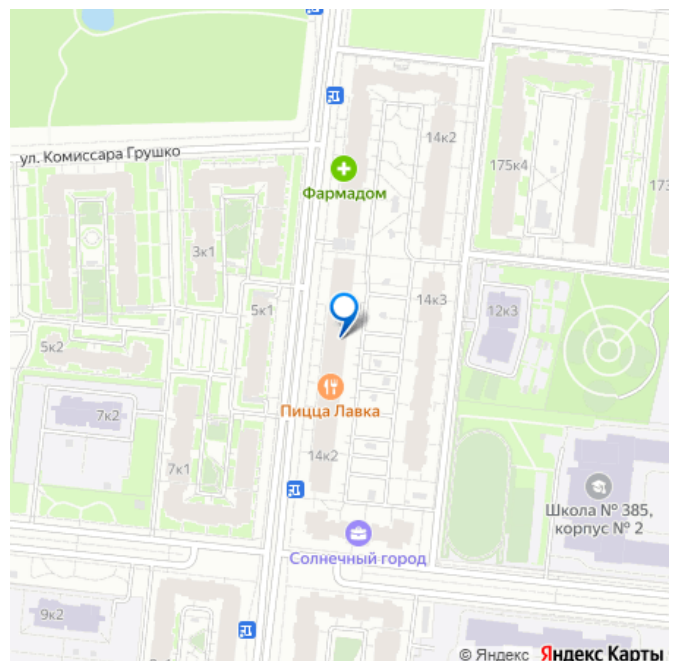 ул. Комиссара Грушко
14к2
175к4
173
Фармадом
3к1
14к3
5к1
12к3
5к2
Пицца Лавка
7к2
14к2
7к1
Школа № 385,
корпус № 2
Солнечный город
9к2
© Яндекс Яндекс Карты